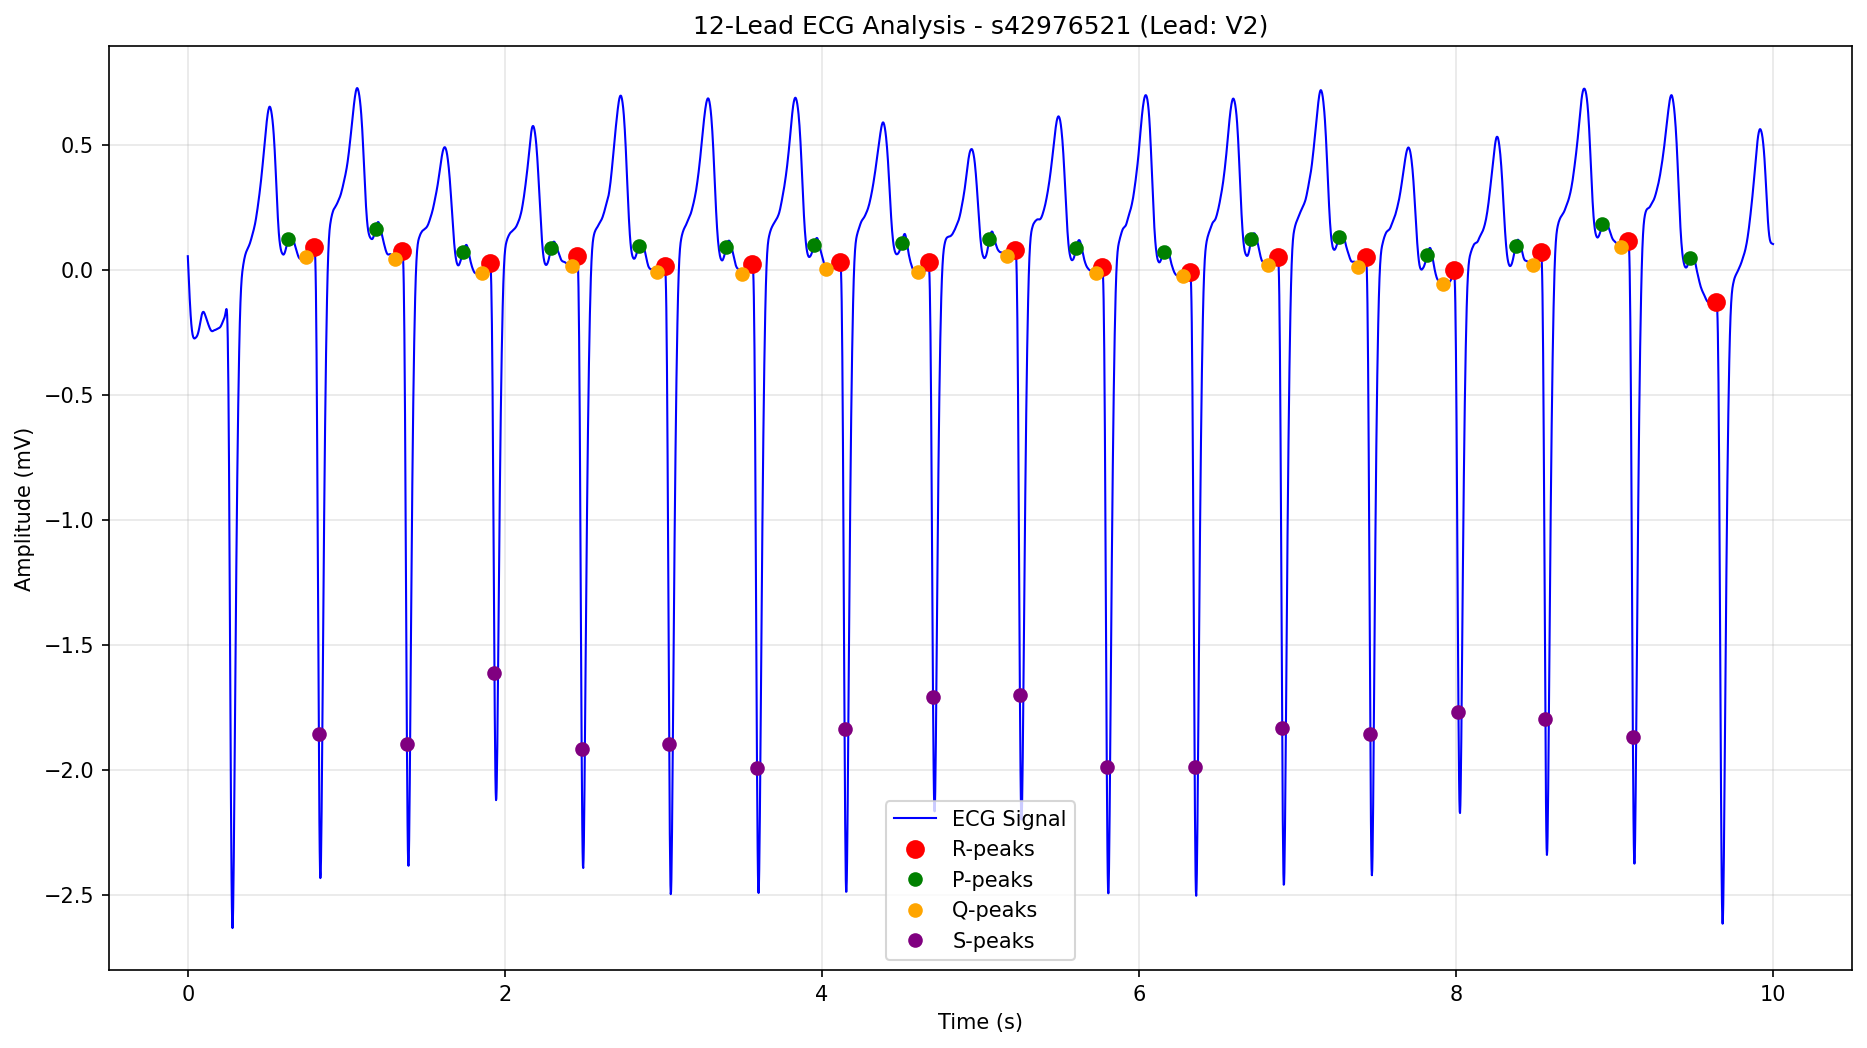 12-Lead ECG Analysis - s42976521 (Lead: V2)
Amplitude (mV)
0.5
0.0
−0.5
−1.0
−1.5
−2.0
−2.5
ECG Signal
R-peaks
P-peaks
Q-peaks
S-peaks
0 2 4 6 8 10
Time (s)